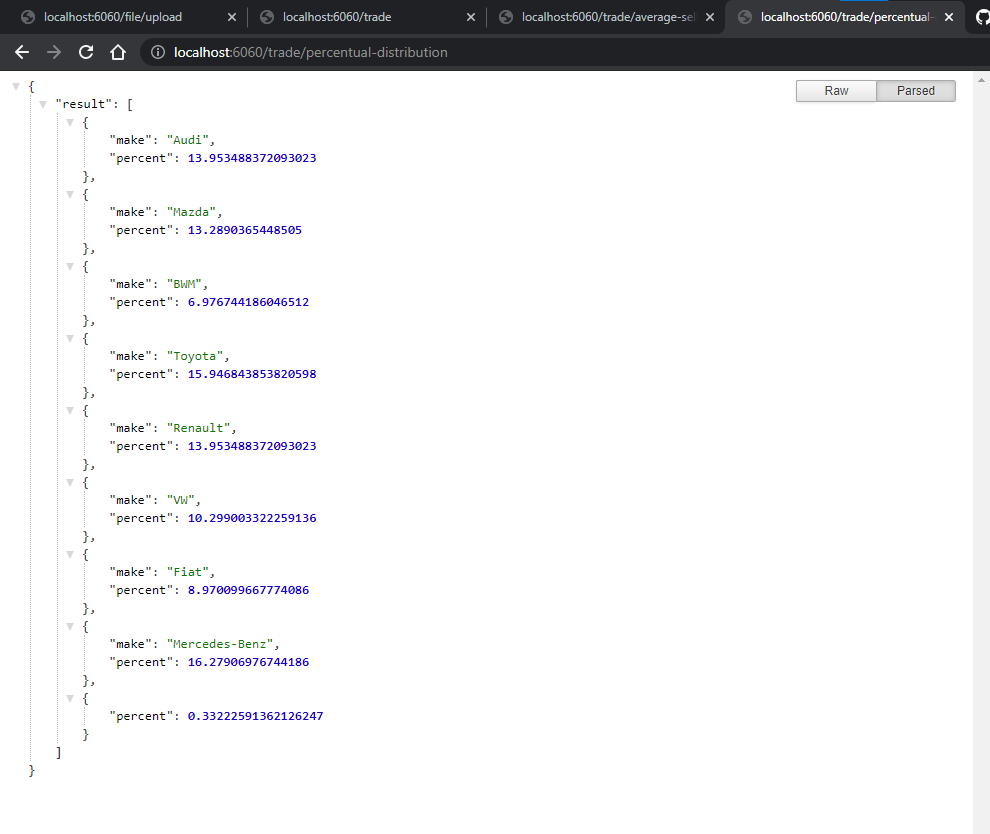 localhost:6060/file/upload
localhost:6060/trade
localhost:6060/trade/average-sel
localhost:6060/trade/percentual-
localhost:6060/trade/percentual-distribution
Raw
Parsed
{
"result": [
{
"make": "Audi",
"percent": 13.953488372093023
},
{
"make": "Mazda",
"percent": 13.2890365448505
},
{
"make": "BWM",
"percent": 6.976744186046512
},
{
"make": "Toyota",
"percent": 15.946843853820598
},
{
"make": "Renault",
"percent": 13.953488372093023
},
{
"make": "VW",
"percent": 10.299003322259136
},
{
"make": "Fiat",
"percent": 8.970099667774086
},
{
"make": "Mercedes-Benz",
"percent": 16.27906976744186
},
{
"percent": 0.33222591362126247
}
]
}